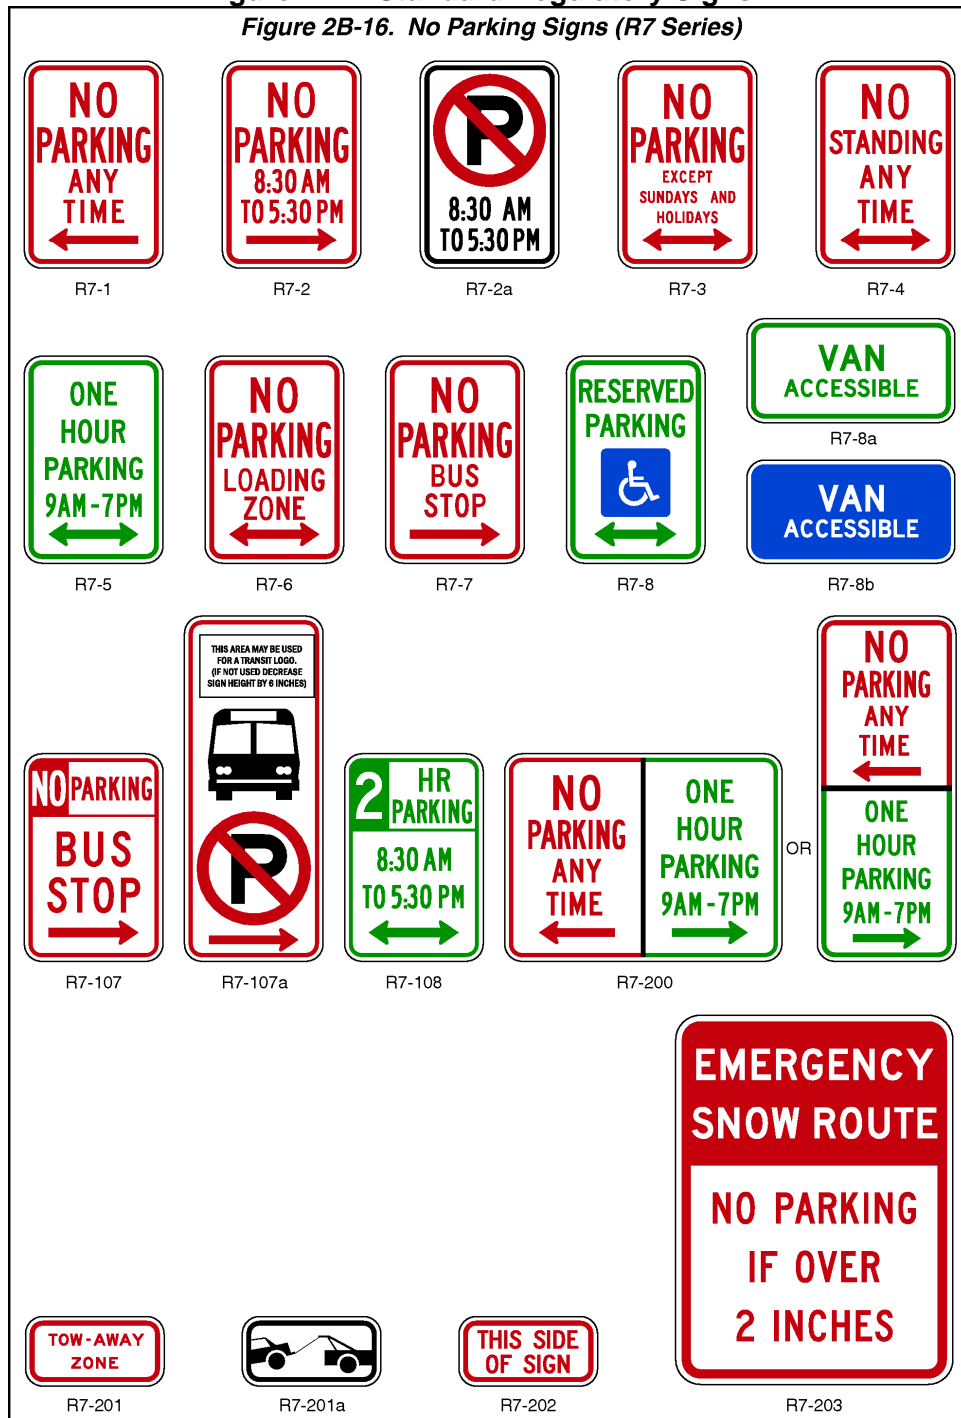 Figure 2B-16. No Parking Signs (R7 Series)
NO
PARKING
ANY
TIME
R7-1
NO
PARKING
8:30 AM
TO 5:30 PM
R7-2
P
8:30 AM
TO 5:30 PM
R7-2a
NO
PARKING
EXCEPT
SUNDAYS AND
HOLIDAYS
R7-3
NO
STANDING
ANY
TIME
R7-4
ONE
HOUR
PARKING
9AM-7PM
R7-5
NO
PARKING
LOADING
ZONE
R7-6
NO
PARKING
BUS
STOP
R7-7
RESERVED
PARKING
R7-8
VAN
ACCESSIBLE
R7-8a
VAN
ACCESSIBLE
R7-8b
NO PARKING
BUS
STOP
R7-107
THIS AREA MAY BE USED
FOR A TRANSIT LOGO.
(IF NOT USED DECREASE
SIGN HEIGHT BY 6 INCHES)
P
R7-107a
2 HR
PARKING
8:30 AM
TO 5:30 PM
R7-108
NO
PARKING
ANY
TIME
ONE
HOUR
PARKING
9AM-7PM
R7-200
OR
NO
PARKING
ANY
TIME
ONE
HOUR
PARKING
9AM-7PM
TOW-AWAY
ZONE
R7-201
R7-201a
THIS SIDE
OF SIGN
R7-202
EMERGENCY
SNOW ROUTE
NO PARKING
IF OVER
2 INCHES
R7-203